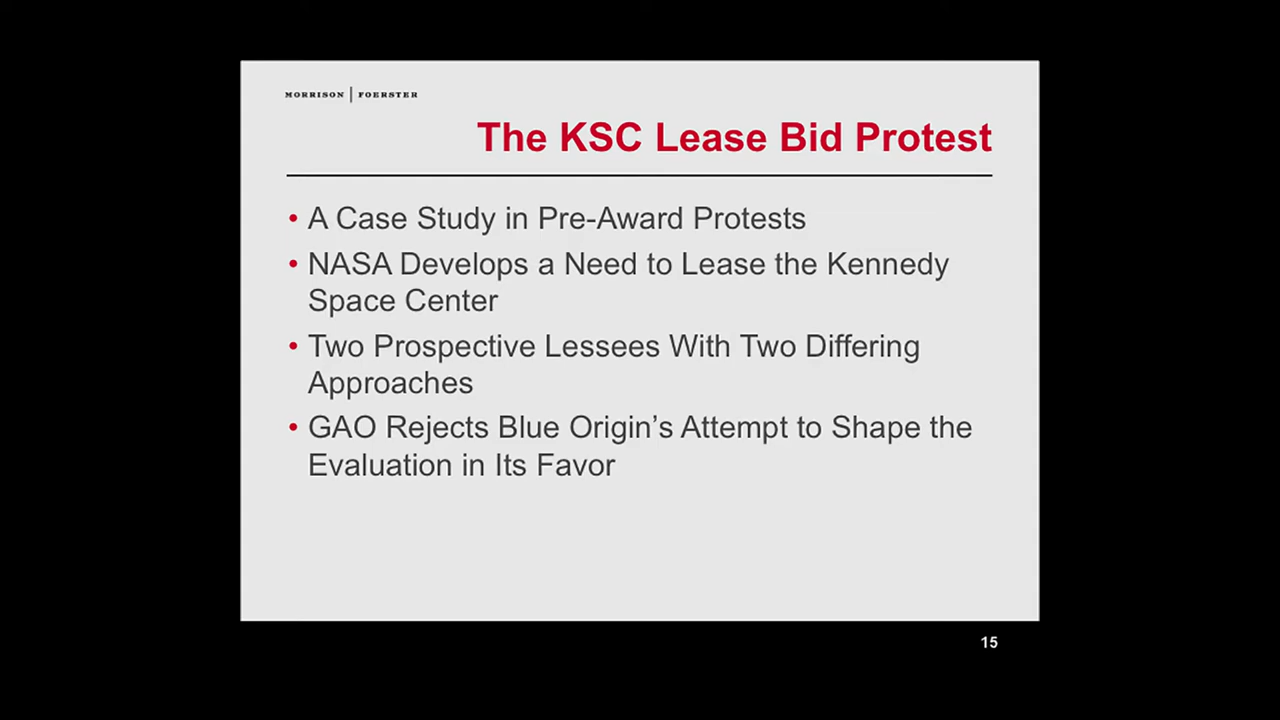 MORRISON | FOERSTER
The KSC Lease Bid Protest
• A Case Study in Pre-Award Protests
• NASA Develops a Need to Lease the Kennedy
Space Center
• Two Prospective Lessees With Two Differing
Approaches
• GAO Rejects Blue Origin’s Attempt to Shape the
Evaluation in Its Favor
15